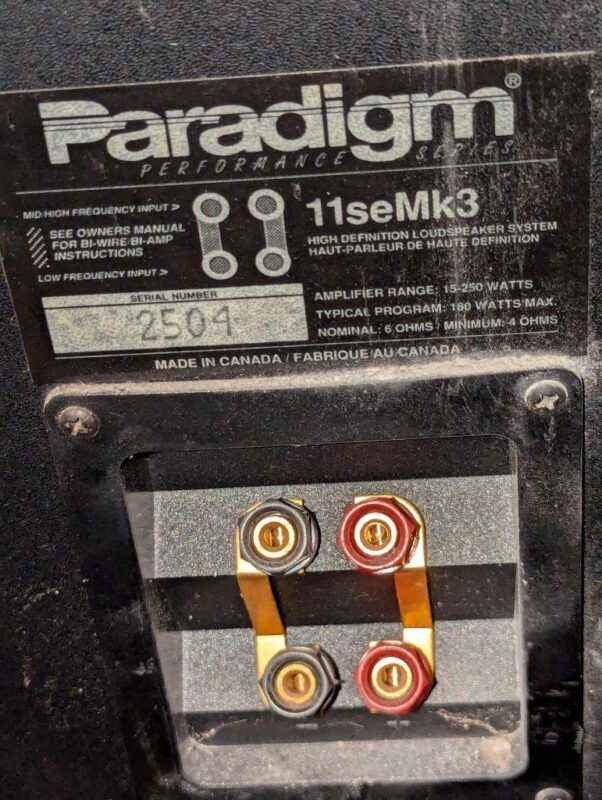 Paradigm®
PERFORMANCE SERIES
MID/HIGH FREQUENCY INPUT >
SEE OWNERS MANUAL
FOR BI-WIRE/BI-AMP
INSTRUCTIONS
LOW FREQUENCY INPUT >
11seMk3
HIGH DEFINITION LOUDSPEAKER SYSTEM
HAUT-PARLEUR DE HAUTE DÉFINITION
SERIAL NUMBER
2504
AMPLIFIER RANGE: 15-250 WATTS
TYPICAL PROGRAM: 180 WATTS/MAX.
NOMINAL: 6 OHMS / MINIMUM: 4 OHMS
MADE IN CANADA / FABRIQUE AU CANADA